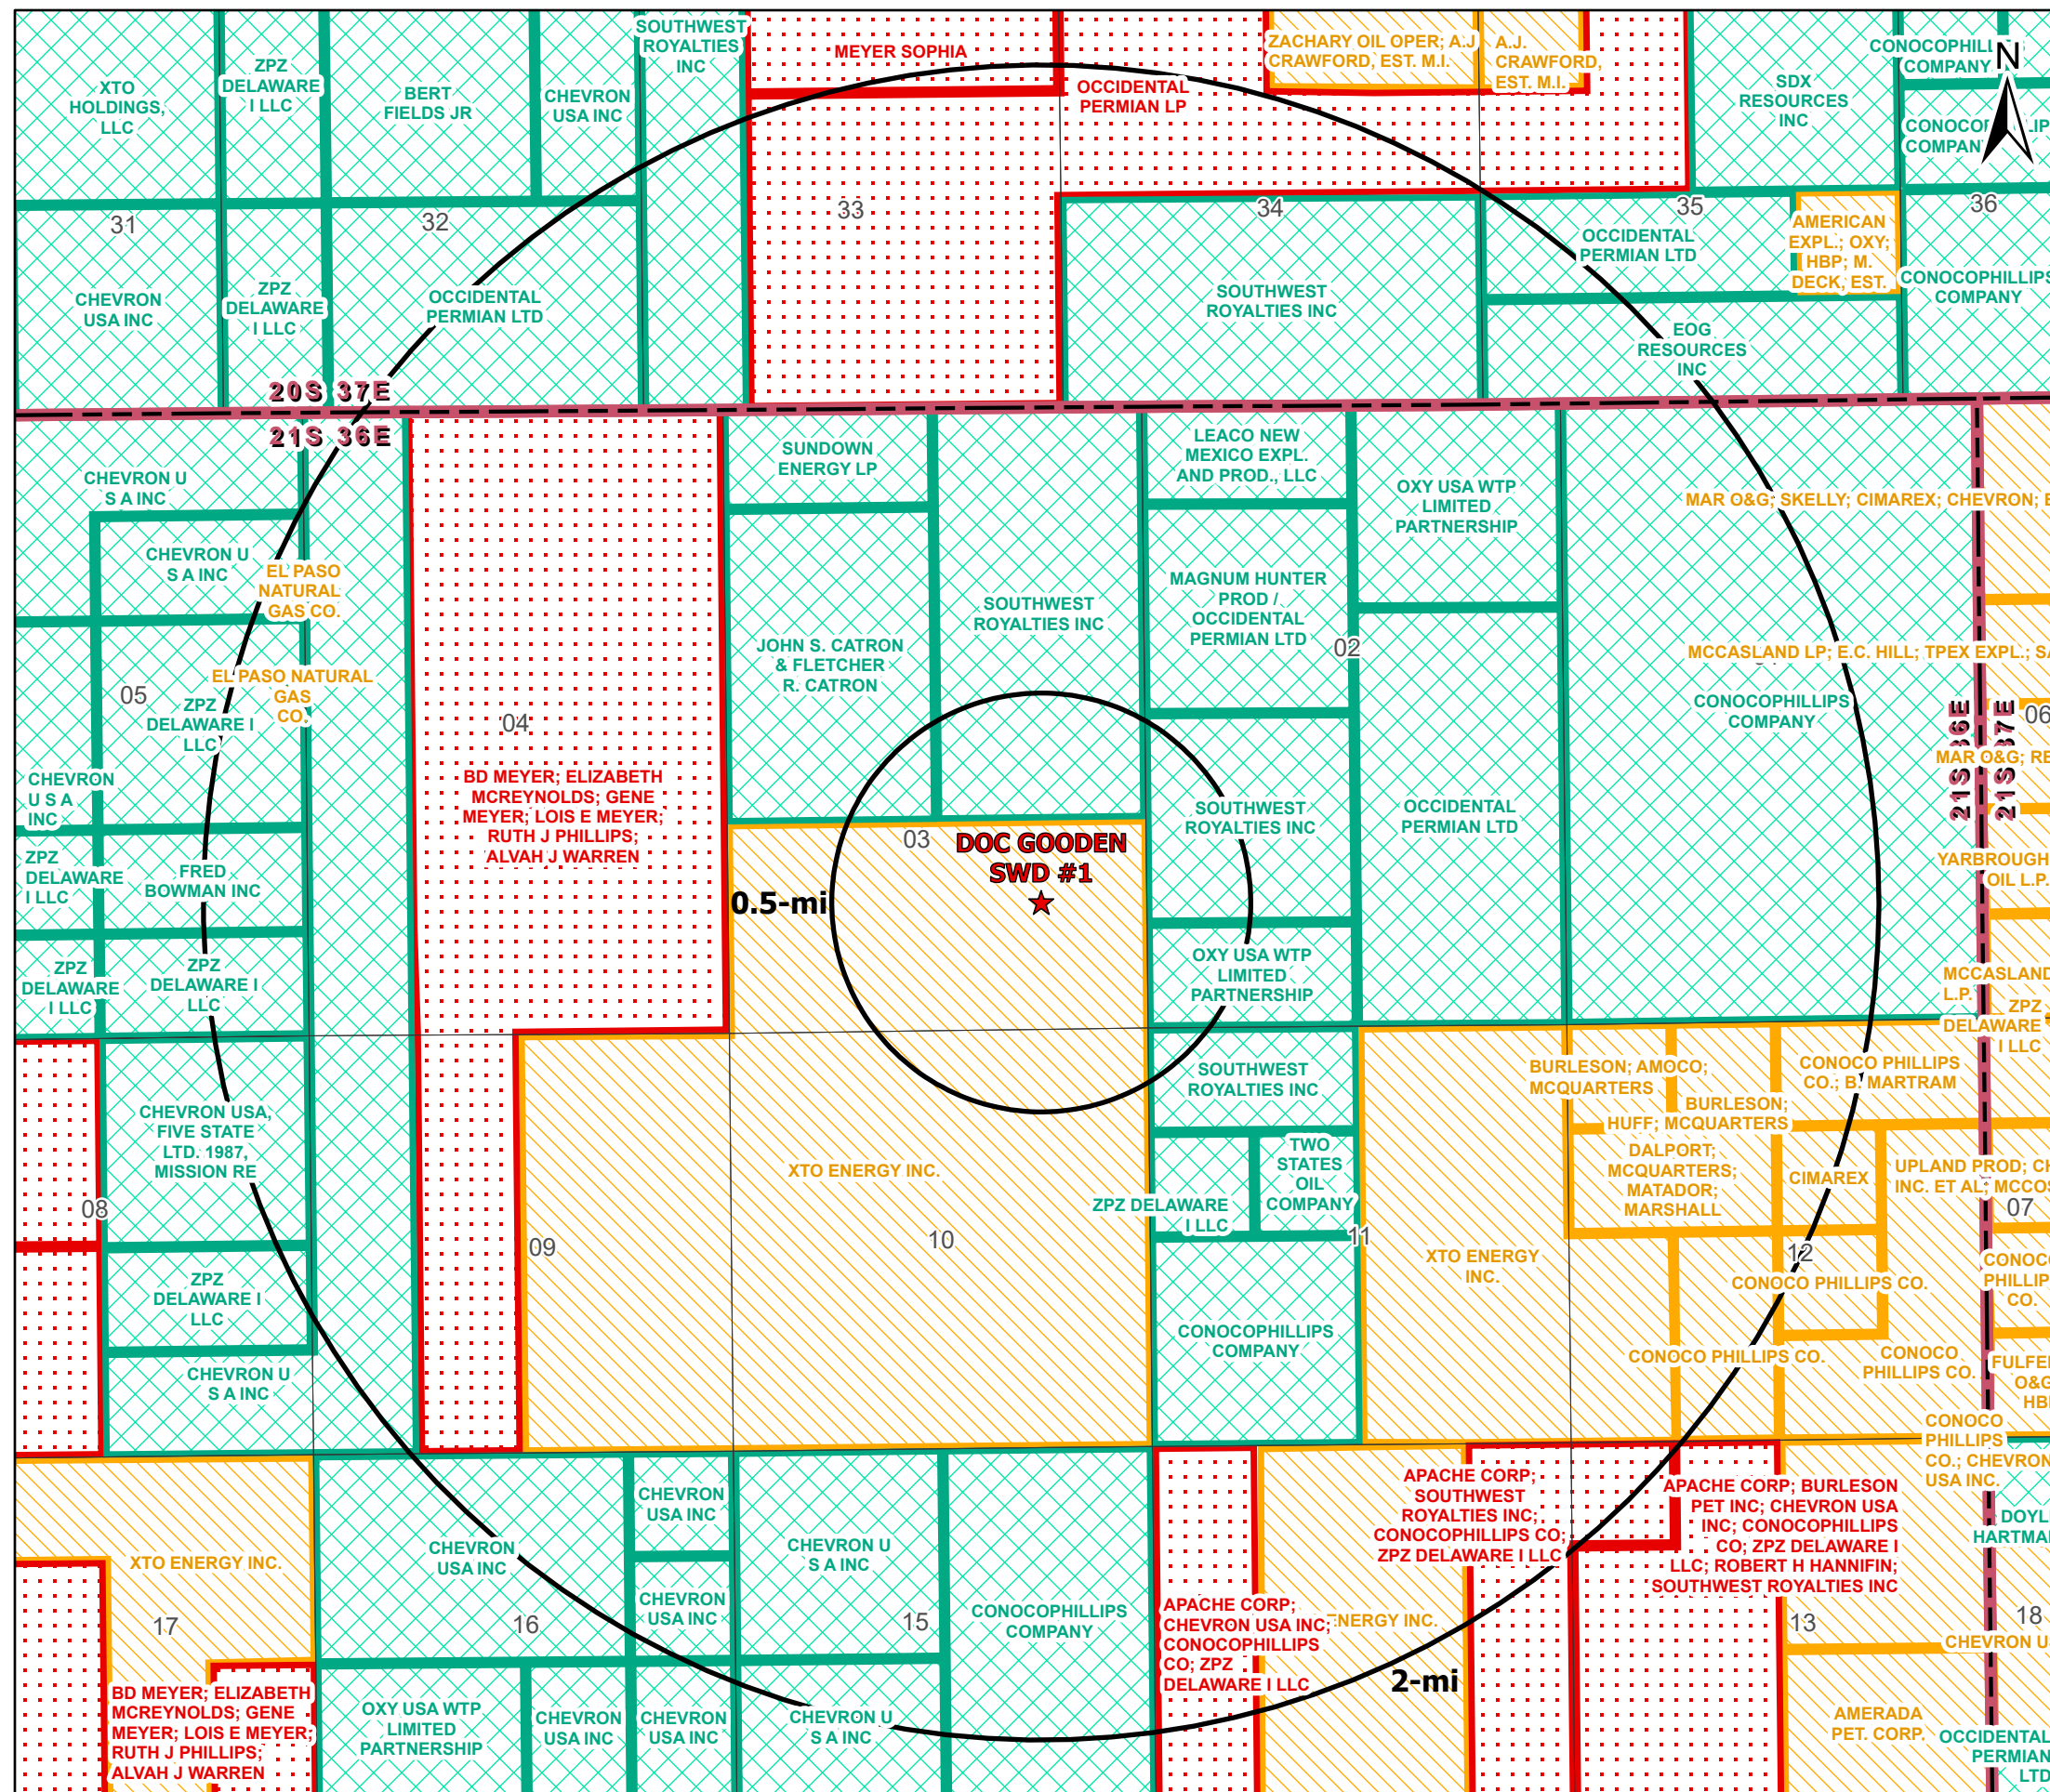 SOUTHWEST
ROYALTIES
INC
XTO
HOLDINGS,
LLC
ZPZ
DELAWARE
I LLC
BERT
FIELDS JR
CHEVRON
USA INC
MEYER SOPHIA
OCCIDENTAL
PERMIAN LP
ZACHARY OIL OPER; A.J
CRAWFORD, EST. M.I.
A.J.
CRAWFORD,
EST. M.I.
SDX
RESOURCES
INC
COMPANY
N
31
32
33
34
35
36
CHEVRON
USA INC
ZPZ
DELAWARE
I LLC
OCCIDENTAL
PERMIAN LTD
SOUTHWEST
ROYALTIES INC
OCCIDENTAL
PERMIAN LTD
AMERICAN
EXPL.; OXY;
HBP; M.
DECK, EST.
CONOCOPHILLIPS
COMPANY
EOG
RESOURCES
INC
20S 37E
21S 36E
CHEVRON U
S A INC
CHEVRON U
S A INC
EL PASO
NATURAL
GAS CO.
EL PASO NATURAL
GAS
CO.
05
ZPZ
DELAWARE I
LLC
CHEVRON
U S A
INC
ZPZ
DELAWARE
I LLC
FRED
BOWMAN INC
ZPZ
DELAWARE
I LLC
ZPZ
DELAWARE I
LLC
04
BD MEYER; ELIZABETH
MCREYNOLDS; GENE
MEYER; LOIS E MEYER;
RUTH J PHILLIPS;
ALVAH J WARREN
SUNDOWN
ENERGY LP
JOHN S. CATRON
& FLETCHER
R. CATRON
SOUTHWEST
ROYALTIES INC
LEACO NEW
MEXICO EXPL.
AND PROD., LLC
MAGNUM HUNTER
PROD /
OCCIDENTAL
PERMIAN LTD
OXY USA WTP
LIMITED
PARTNERSHIP
02
SOUTHWEST
ROYALTIES INC
OCCIDENTAL
PERMIAN LTD
OXY USA WTP
LIMITED
PARTNERSHIP
03
DOC GOODEN
SWD #1
0.5-mi
MAR O&G; SKELLY; CIMAREX; CHEVRON;
MCCASLAND LP; E.C. HILL; TPEX EXPL.;
CONOCOPHILLIPS
COMPANY
21S 36E
21S 37E
06
MAR O&G;
YARBROUGH
OIL L.P.
MCCASLAND
L.P.
ZPZ
DELAWARE
I LLC
CHEVRON USA,
FIVE STATE
LTD. 1987,
MISSION RE
08
ZPZ
DELAWARE I
LLC
CHEVRON U
S A INC
09
XTO ENERGY INC.
10
SOUTHWEST
ROYALTIES INC
ZPZ DELAWARE
I LLC
TWO
STATES
OIL
COMPANY
11
CONOCOPHILLIPS
COMPANY
XTO ENERGY
INC.
BURLESON; AMOCO;
MCQUARTERS
BURLESON;
HUFF; MCQUARTERS
CONOCO PHILLIPS
CO.; B. MARTRAM
DALPORT;
MCQUARTERS;
MATADOR;
MARSHALL
CIMAREX
UPLAND PROD;
INC. ET AL;
07
12
CONOCO PHILLIPS CO.
CONOCO PHILLIPS CO.
CONOCO
PHILLIPS CO.
CO.
O&G
CONOCO
PHILLIPS
CO.; CHEVRON
USA INC.
XTO ENERGY INC.
17
BD MEYER; ELIZABETH
MCREYNOLDS; GENE
MEYER; LOIS E MEYER;
RUTH J PHILLIPS;
ALVAH J WARREN
CHEVRON
USA INC
16
CHEVRON
USA INC
CHEVRON
USA INC
OXY USA WTP
LIMITED
PARTNERSHIP
CHEVRON
USA INC
CHEVRON
USA INC
CHEVRON U
S A INC
15
CHEVRON U
S A INC
CONOCOPHILLIPS
COMPANY
APACHE CORP;
CHEVRON USA INC;
CONOCOPHILLIPS
CO; ZPZ
DELAWARE I LLC
ENERGY INC.
2-mi
APACHE CORP;
SOUTHWEST
ROYALTIES INC;
CONOCOPHILLIPS CO;
ZPZ DELAWARE I LLC
APACHE CORP; BURLESON
PET INC; CHEVRON USA
INC; CONOCOPHILLIPS
CO; ZPZ DELAWARE I
LLC; ROBERT H HANNIFIN;
SOUTHWEST ROYALTIES INC
13
18
CHEVRON
AMERADA
PET. CORP.
OCCIDENTAL
PERMIAN
LTD